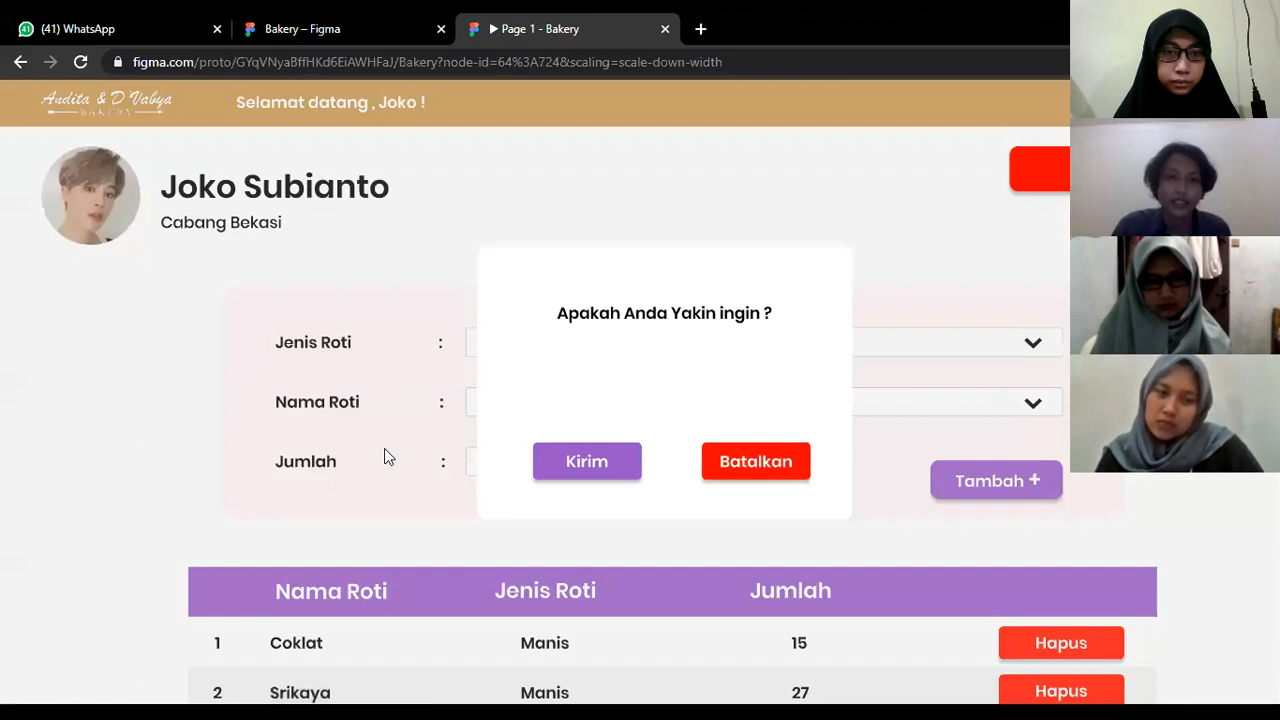 (41) WhatsApp
Bakery – Figma
Page 1 - Bakery
figma.com/proto/GYqVNyaBffHKd6EiAWHFaJ/Bakery?node-id=64%3A724&scaling=scale-down-width
Andita & D'Vabya
BAKERY
Selamat datang , Joko !
Joko Subianto
Cabang Bekasi
Apakah Anda Yakin ingin ?
Jenis Roti :
Nama Roti :
Jumlah :
Kirim
Batalkan
Tambah +
Nama Roti Jenis Roti Jumlah
1 Coklat Manis 15 Hapus
2 Srikaya Manis 27 Hapus